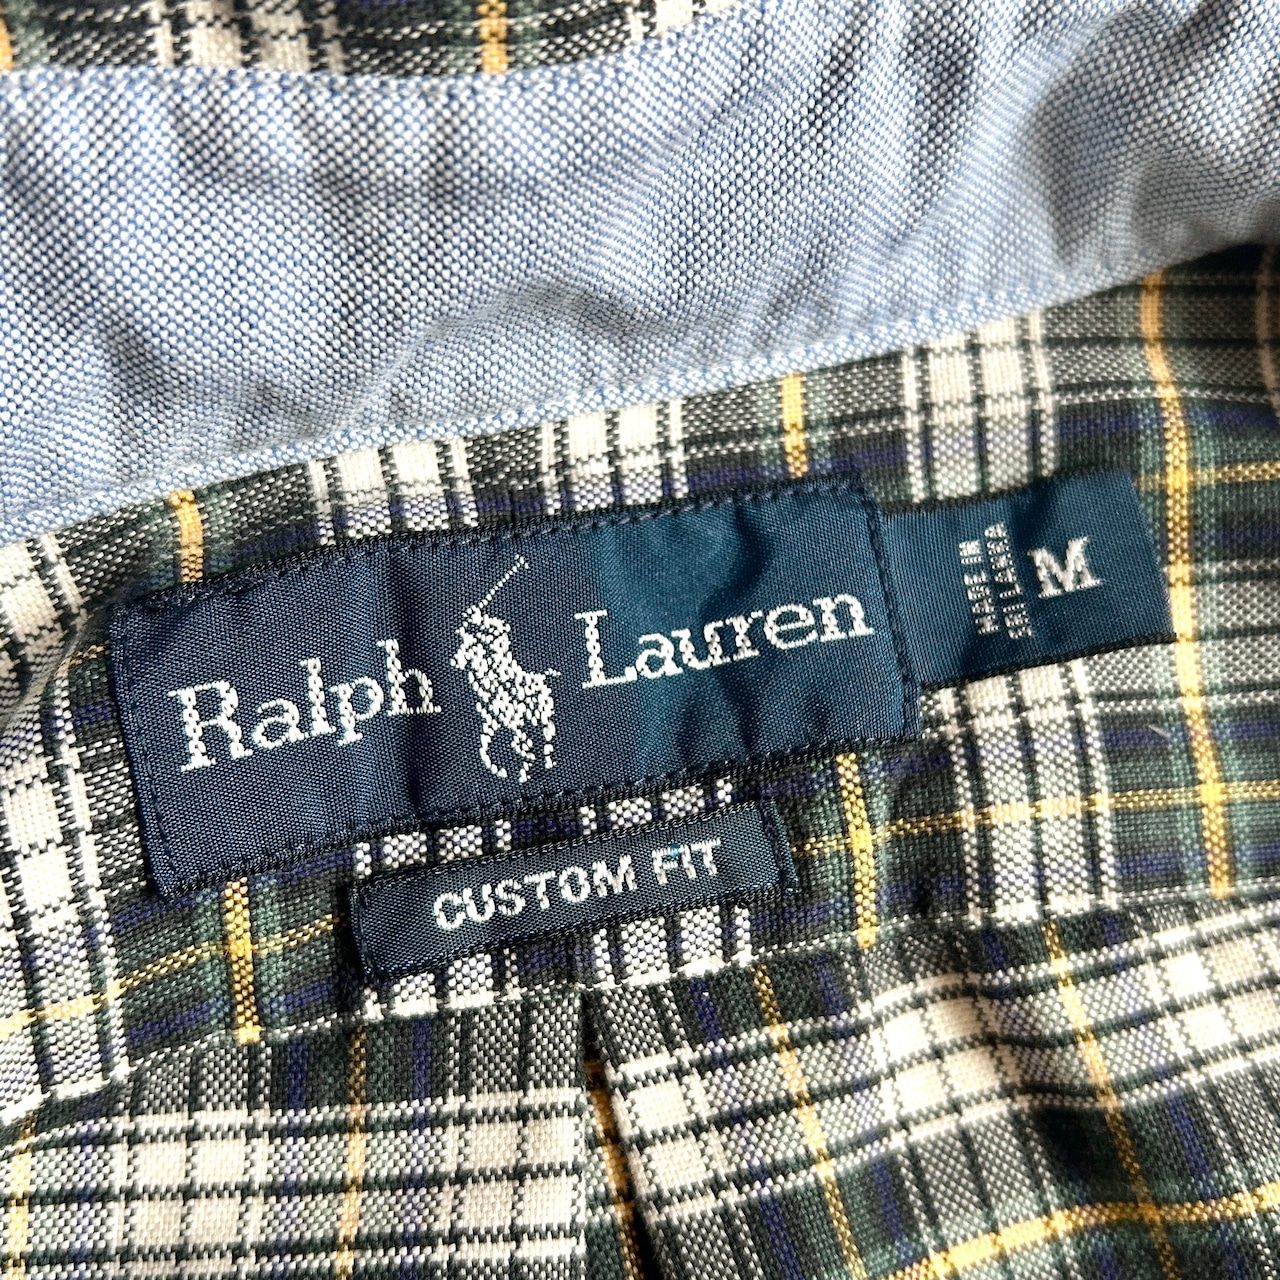 Ralph Lauren
MADE IN
SRI LANKA
M
CUSTOM FIT